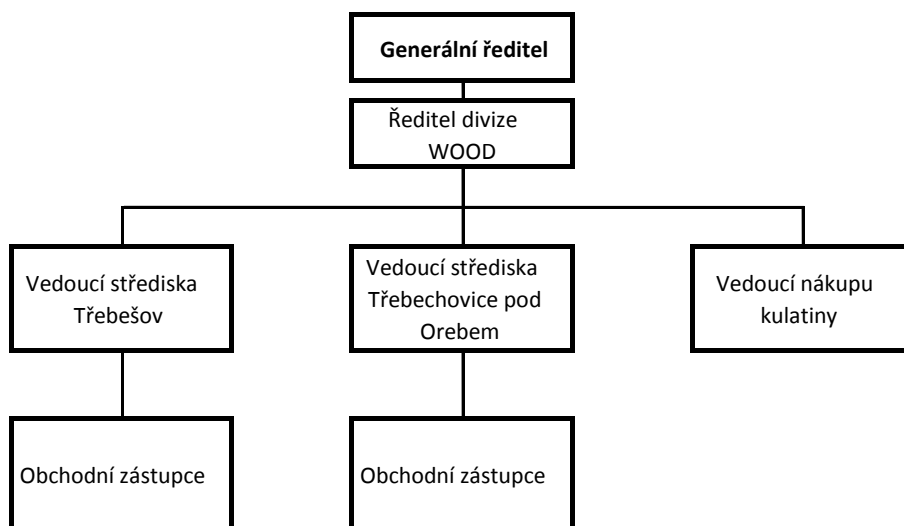 Generální ředitel
Ředitel divize
WOOD
Vedoucí střediska
Třebešov
Vedoucí střediska
Třebechovice pod
Orebem
Vedoucí nákupu
kulatiny
Obchodní zástupce
Obchodní zástupce